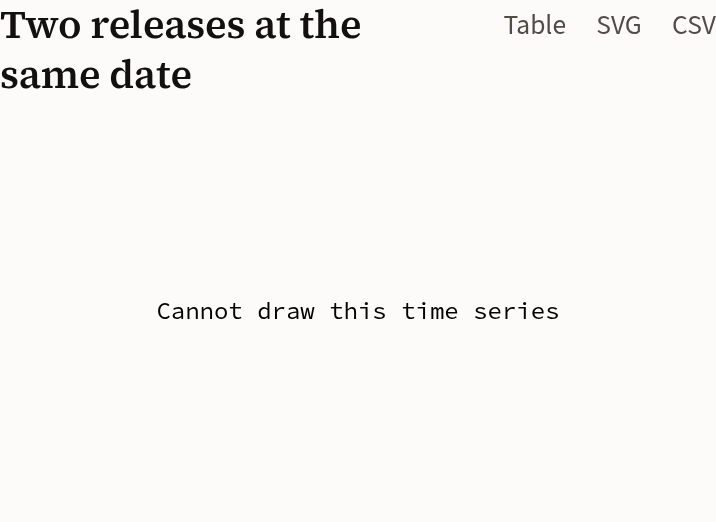 Two releases at the
same date
Table SVG CSV
Cannot draw this time series